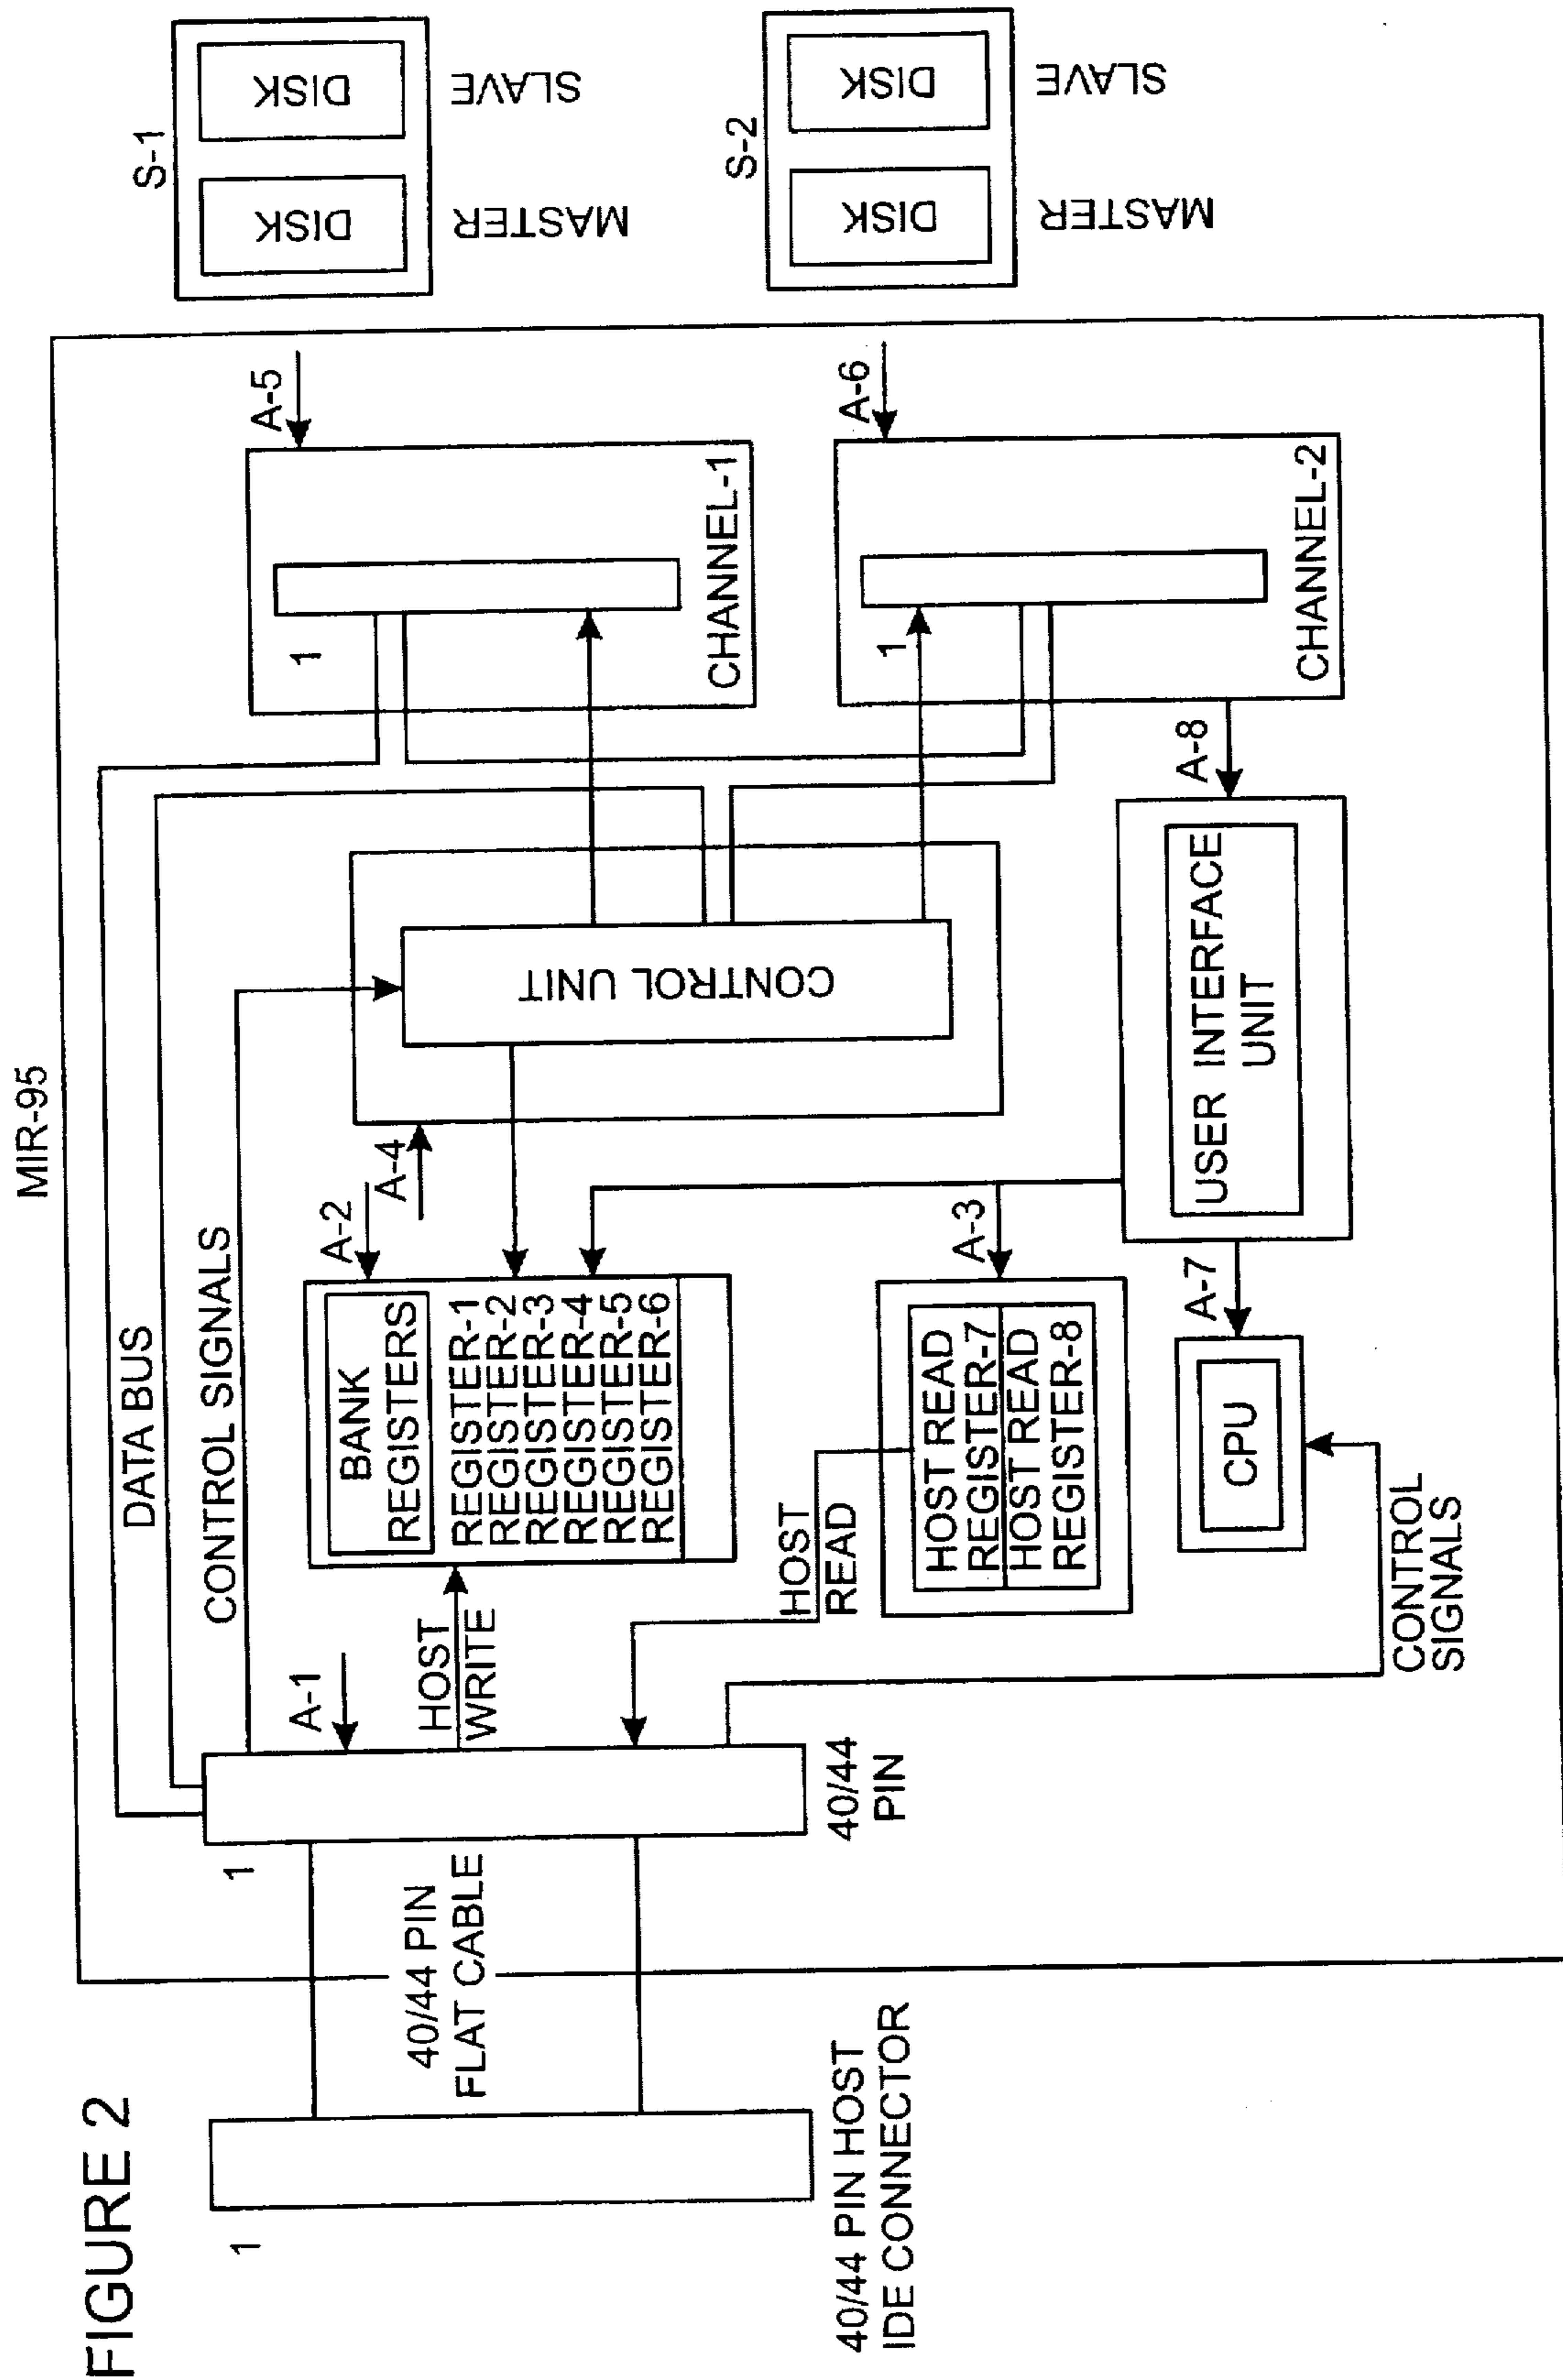 FIGURE 2
MIR-95
1
40/44 PIN HOST
IDE CONNECTOR
40/44 PIN
FLAT CABLE
1
40/44
PIN
DATA BUS
CONTROL SIGNALS
A-1
HOST
WRITE
HOST
READ
CONTROL
SIGNALS
A-2
BANK
REGISTERS
REGISTER-1
REGISTER-2
REGISTER-3
REGISTER-4
REGISTER-5
REGISTER-6
A-3
HOST READ
REGISTER-7
HOST READ
REGISTER-8
A-7
CPU
A-4
CONTROL UNIT
A-8
USER INTERFACE
UNIT
A-5
1
CHANNEL-1
A-6
1
CHANNEL-2
S-1
DISK
DISK
MASTER
SLAVE
S-2
DISK
DISK
MASTER
SLAVE